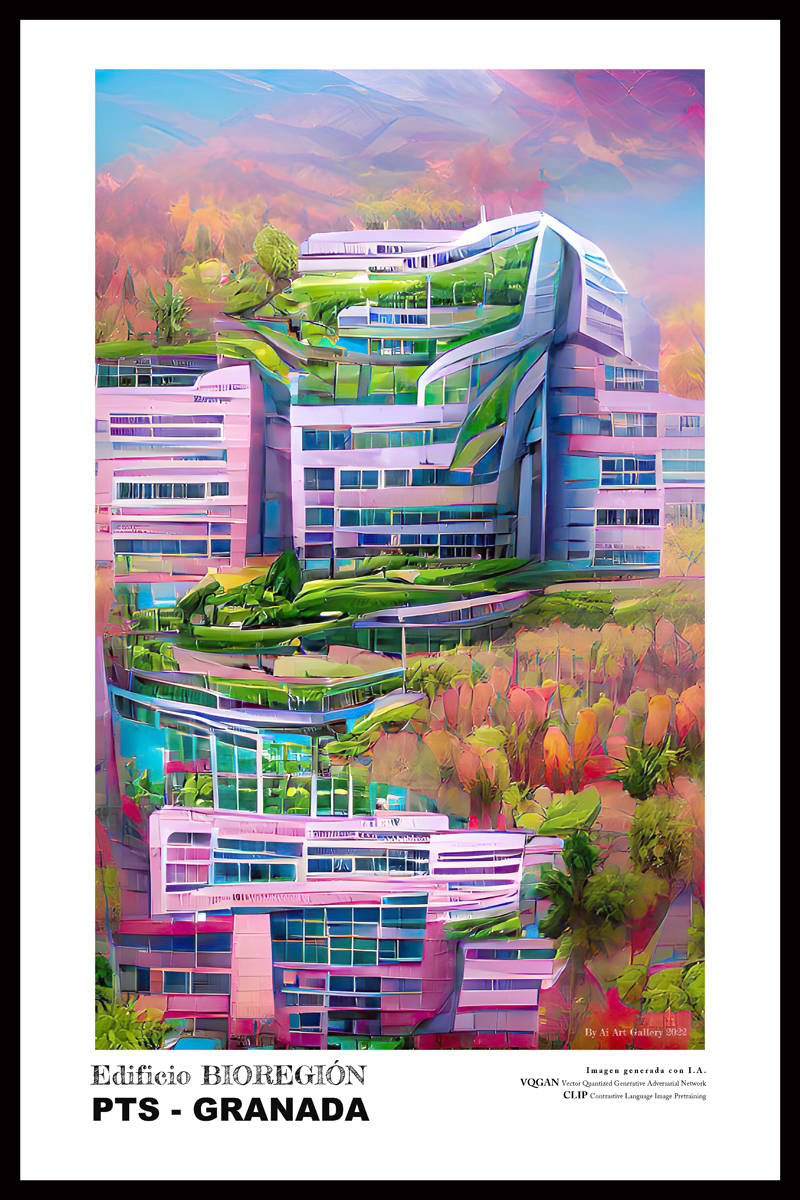 By Ai Art Gallery 2022
Edificio BIOREGIÓN
PTS - GRANADA
Imagen generada con I.A.
VQGAN Vector Quantized Generative Adversarial Network
CLIP Contrastive Language Image Pretraining